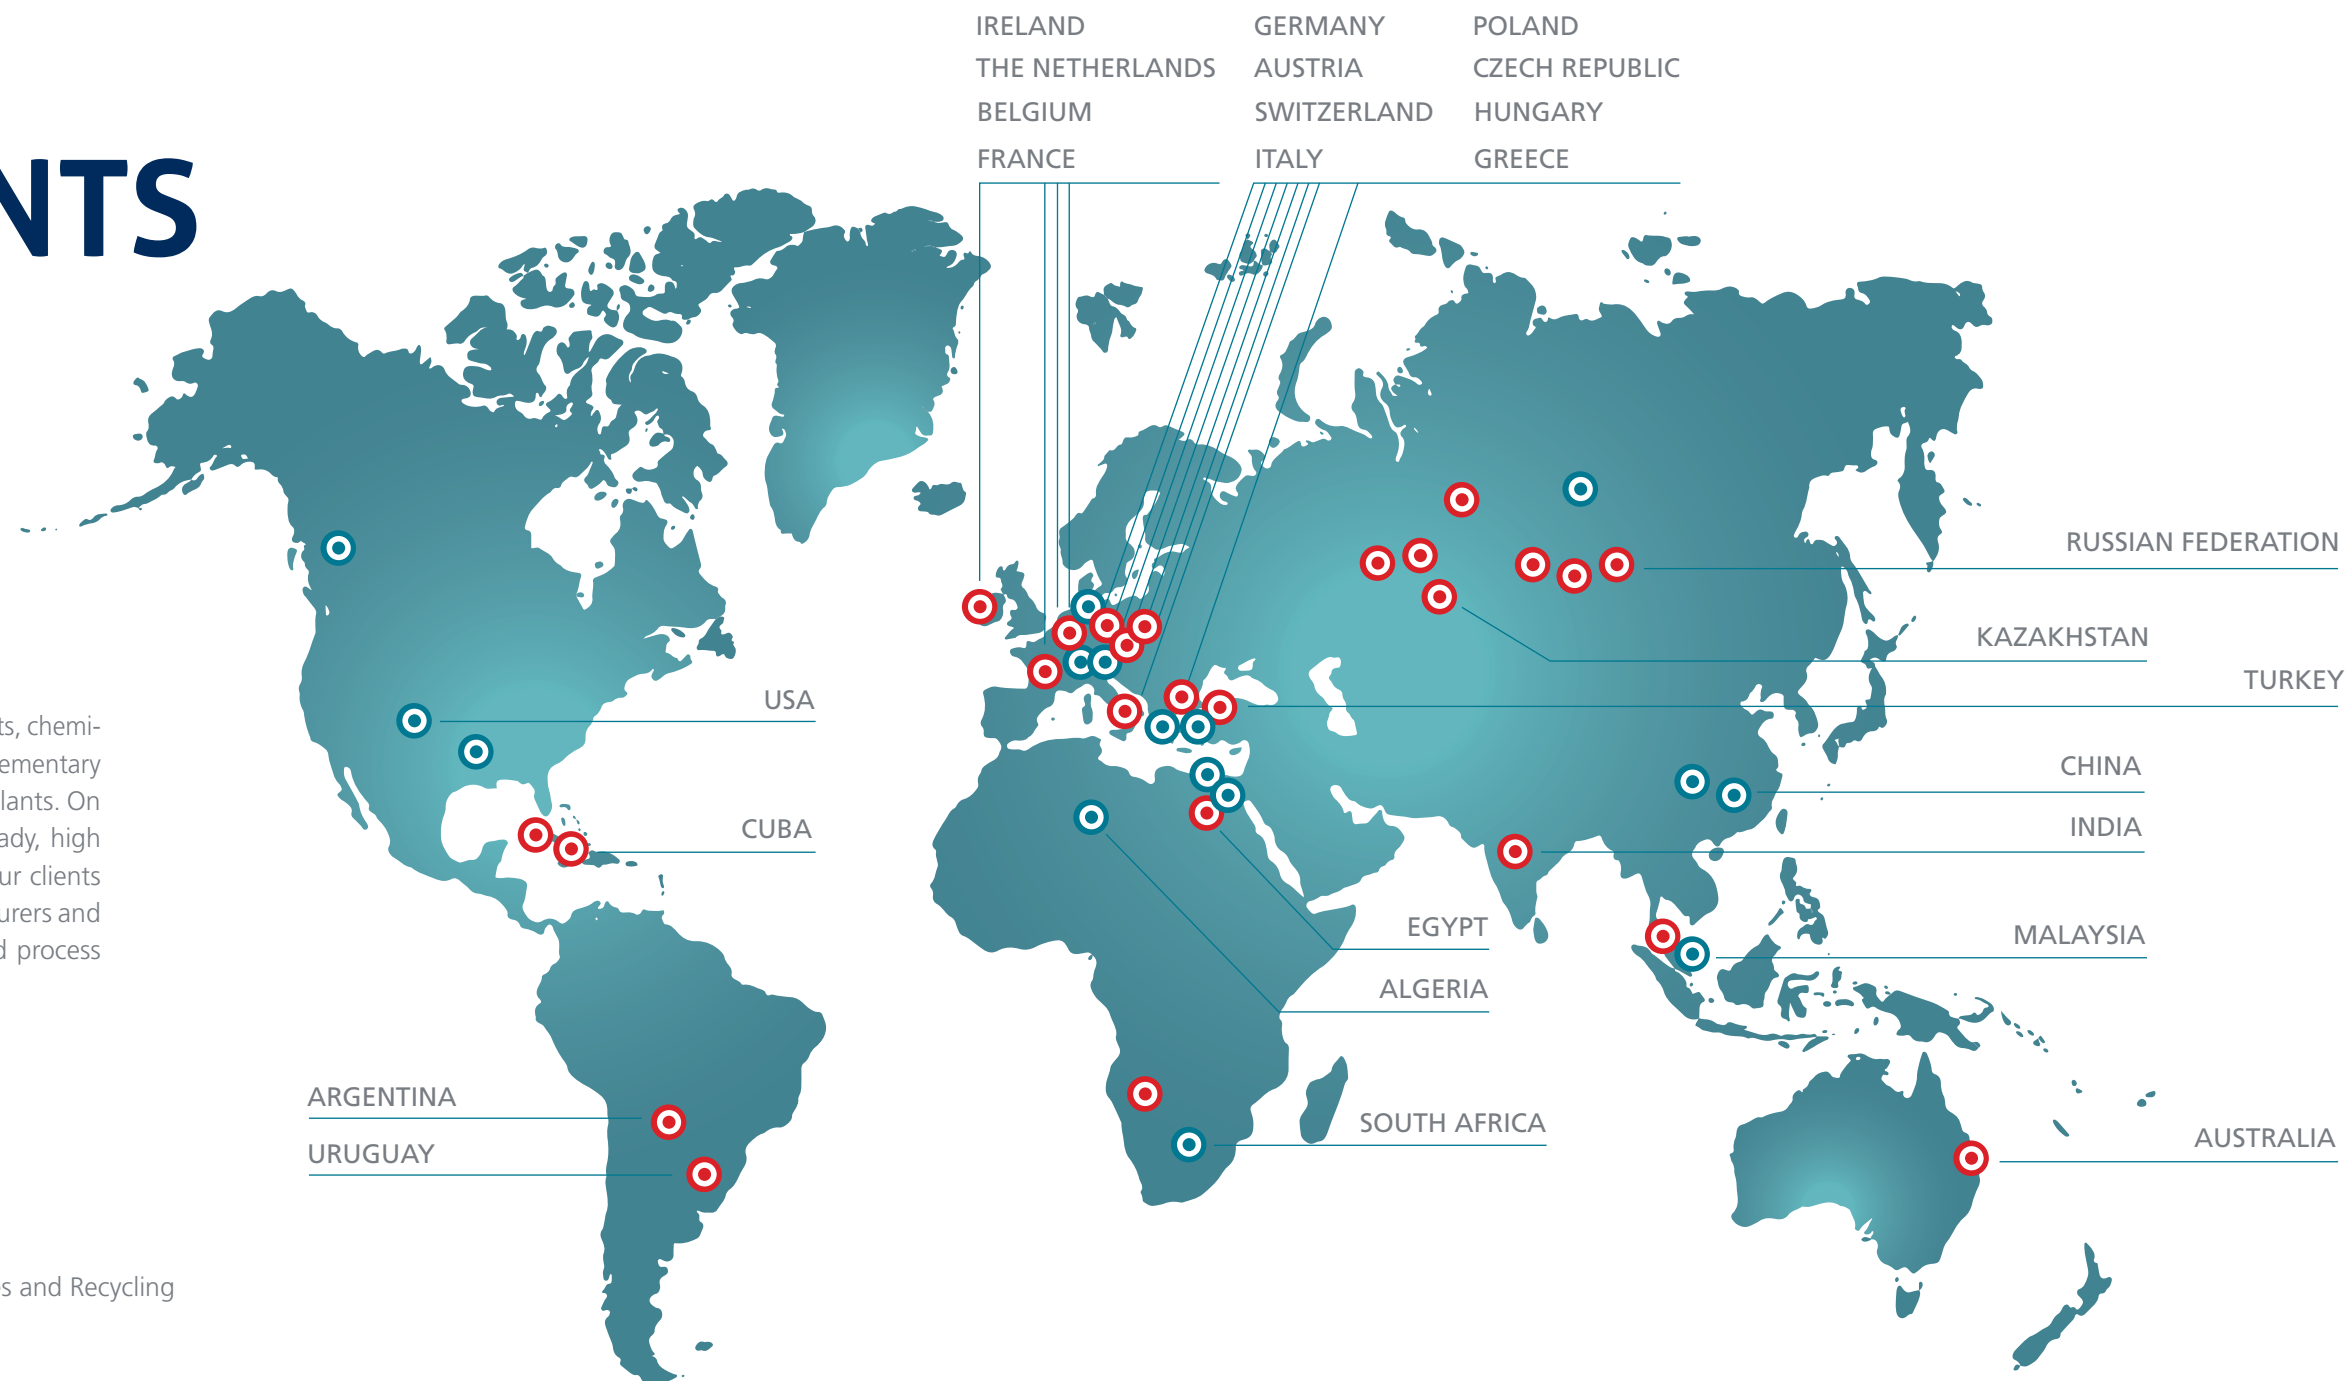 IRELAND
THE NETHERLANDS
BELGIUM
FRANCE
GERMANY
AUSTRIA
SWITZERLAND
ITALY
POLAND
CZECH REPUBLIC
HUNGARY
GREECE
NTS
RUSSIAN FEDERATION
KAZAKHSTAN
TURKEY
USA
CHINA
CUBA
INDIA
ts, chemi-
lementary
lants. On
ady, high
ur clients
urers and
d process
EGYPT
MALAYSIA
ALGERIA
ARGENTINA
SOUTH AFRICA
URUGUAY
AUSTRALIA
s and Recycling